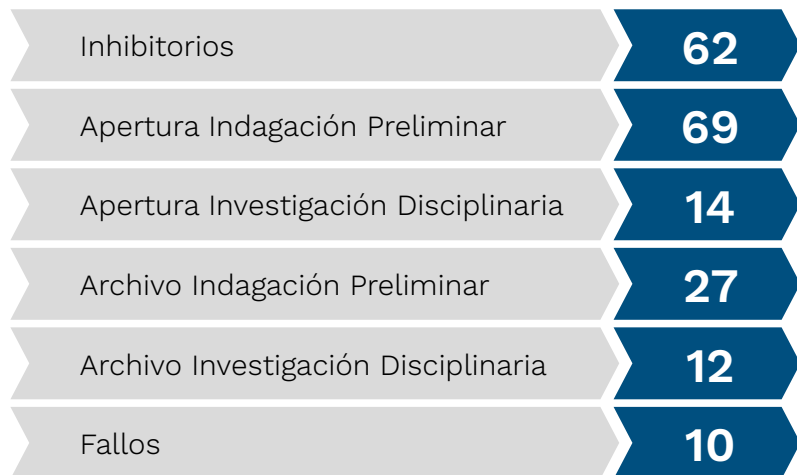 Inhibitorios 62
Apertura Indagación Preliminar 69
Apertura Investigación Disciplinaria 14
Archivo Indagación Preliminar 27
Archivo Investigación Disciplinaria 12
Fallos 10